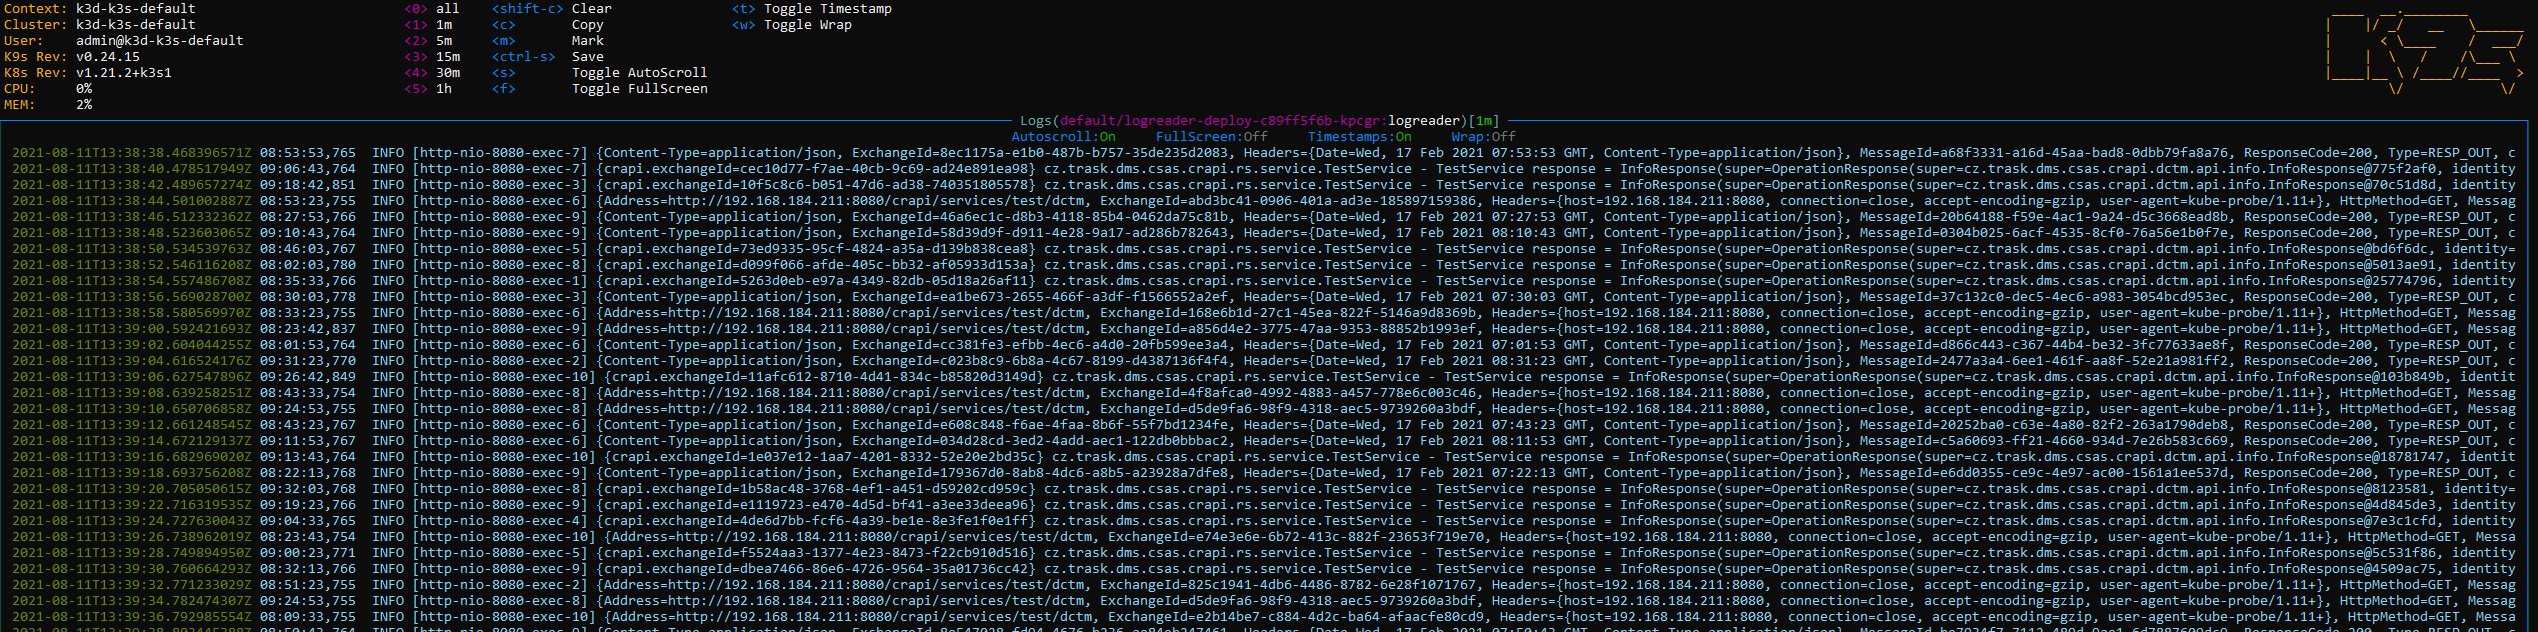 Context: k3d-k3s-default <0> all <shift-c> Clear <t> Toggle Timestamp
Cluster: k3d-k3s-default <1> 1m <c> Copy <w> Toggle Wrap
User: admin@k3d-k3s-default <2> 5m <m> Mark
K9s Rev: v0.24.15 <3> 15m <ctrl-s> Save
K8s Rev: v1.21.2+k3s1 <4> 30m <s> Toggle AutoScroll
CPU: 0% <5> 1h <f> Toggle FullScreen
MEM: 2%
Logs(default/logreader-deploy-c89ff5f6b-kpcgr:logreader)[1m]
Autoscroll:On FullScreen:Off Timestamps:On Wrap:Off
2021-08-11T13:38:38.468396571Z 08:53:53,765 INFO [http-nio-8080-exec-7] {Content-Type=application/json, ExchangeId=8ec1175a-e1b0-487b-b757-35de235d2083, Headers={Date=Wed, 17 Feb 2021 07:53:53 GMT, Content-Type=application/json}, MessageId=a68f3331-a16d-45aa-bad8-0dbb79fa8a76, ResponseCode=200, Type=RESP_OUT, c
2021-08-11T13:38:40.478517949Z 09:06:43,764 INFO [http-nio-8080-exec-7] {crapi.exchangeId=cec10d77-f7ae-40cb-9c69-ad24e891ea98} cz.trask.dms.csas.crapi.rs.service.TestService - TestService response = InfoResponse(super=OperationResponse(super=cz.trask.dms.csas.crapi.dctm.api.info.InfoResponse@775f2af0, identity
2021-08-11T13:38:42.489657274Z 09:18:42,851 INFO [http-nio-8080-exec-3] {crapi.exchangeId=10f5c8c6-b051-47d6-ad38-740351805578} cz.trask.dms.csas.crapi.rs.service.TestService - TestService response = InfoResponse(super=OperationResponse(super=cz.trask.dms.csas.crapi.dctm.api.info.InfoResponse@70c51d8d, identity
2021-08-11T13:38:44.501002887Z 08:53:23,755 INFO [http-nio-8080-exec-6] {Address=http://192.168.184.211:8080/crapi/services/test/dctm, ExchangeId=abd3bc41-0906-401a-ad3e-185897159386, Headers={host=192.168.184.211:8080, connection=close, accept-encoding=gzip, user-agent=kube-probe/1.11+}, HttpMethod=GET, Messag
2021-08-11T13:38:46.512332362Z 08:27:53,766 INFO [http-nio-8080-exec-9] {Content-Type=application/json, ExchangeId=46a6ec1c-d8b3-4118-85b4-0462da75c81b, Headers={Date=Wed, 17 Feb 2021 07:27:53 GMT, Content-Type=application/json}, MessageId=20b64188-f59e-4ac1-9a24-d5c3668ead8b, ResponseCode=200, Type=RESP_OUT, c
2021-08-11T13:38:48.523603065Z 09:10:43,764 INFO [http-nio-8080-exec-9] {Content-Type=application/json, ExchangeId=58d39d9f-d911-4e28-9a17-ad286b782643, Headers={Date=Wed, 17 Feb 2021 08:10:43 GMT, Content-Type=application/json}, MessageId=0304b025-6acf-4535-8cf0-76a56e1b0f7e, ResponseCode=200, Type=RESP_OUT, c
2021-08-11T13:38:50.534539763Z 08:46:03,767 INFO [http-nio-8080-exec-5] {crapi.exchangeId=73ed9335-95cf-4824-a35a-d139b838cea8} cz.trask.dms.csas.crapi.rs.service.TestService - TestService response = InfoResponse(super=OperationResponse(super=cz.trask.dms.csas.crapi.dctm.api.info.InfoResponse@bd6f6dc, identity=
2021-08-11T13:38:52.546116208Z 08:02:03,780 INFO [http-nio-8080-exec-8] {crapi.exchangeId=d099f066-afde-405c-bb32-af05933d153a} cz.trask.dms.csas.crapi.rs.service.TestService - TestService response = InfoResponse(super=OperationResponse(super=cz.trask.dms.csas.crapi.dctm.api.info.InfoResponse@5013ae91, identity
2021-08-11T13:38:54.557486708Z 08:35:33,766 INFO [http-nio-8080-exec-1] {crapi.exchangeId=5263d0eb-e97a-4349-82db-05d18a26af11} cz.trask.dms.csas.crapi.rs.service.TestService - TestService response = InfoResponse(super=OperationResponse(super=cz.trask.dms.csas.crapi.dctm.api.info.InfoResponse@25774796, identity
2021-08-11T13:38:56.569028700Z 08:30:03,778 INFO [http-nio-8080-exec-3] {Content-Type=application/json, ExchangeId=ea1be673-2655-466f-a3df-f1566552a2ef, Headers={Date=Wed, 17 Feb 2021 07:30:03 GMT, Content-Type=application/json}, MessageId=37c132c0-dec5-4ec6-a983-3054bcd953ec, ResponseCode=200, Type=RESP_OUT, c
2021-08-11T13:38:58.580569970Z 08:33:23,755 INFO [http-nio-8080-exec-6] {Address=http://192.168.184.211:8080/crapi/services/test/dctm, ExchangeId=168e6b1d-27c1-45ea-822f-5146a9d8369b, Headers={host=192.168.184.211:8080, connection=close, accept-encoding=gzip, user-agent=kube-probe/1.11+}, HttpMethod=GET, Messag
2021-08-11T13:39:00.592421693Z 08:23:42,837 INFO [http-nio-8080-exec-9] {Address=http://192.168.184.211:8080/crapi/services/test/dctm, ExchangeId=a856d4e2-3775-47aa-9353-88852b1993ef, Headers={host=192.168.184.211:8080, connection=close, accept-encoding=gzip, user-agent=kube-probe/1.11+}, HttpMethod=GET, Messag
2021-08-11T13:39:02.604044255Z 08:01:53,764 INFO [http-nio-8080-exec-6] {Content-Type=application/json, ExchangeId=cc381fe3-efbb-4ec6-a4d0-20fb599ee3a4, Headers={Date=Wed, 17 Feb 2021 07:01:53 GMT, Content-Type=application/json}, MessageId=d866c443-c367-44b4-be32-3fc77633ae8f, ResponseCode=200, Type=RESP_OUT, c
2021-08-11T13:39:04.616524176Z 09:31:23,770 INFO [http-nio-8080-exec-2] {Content-Type=application/json, ExchangeId=c023b8c9-6b8a-4c67-8199-d4387136f4f4, Headers={Date=Wed, 17 Feb 2021 08:31:23 GMT, Content-Type=application/json}, MessageId=2477a3a4-6ee1-461f-aa8f-52e21a981ff2, ResponseCode=200, Type=RESP_OUT, c
2021-08-11T13:39:06.627547896Z 09:26:42,849 INFO [http-nio-8080-exec-10] {crapi.exchangeId=11afc612-8710-4d41-834c-b85820d3149d} cz.trask.dms.csas.crapi.rs.service.TestService - TestService response = InfoResponse(super=OperationResponse(super=cz.trask.dms.csas.crapi.dctm.api.info.InfoResponse@103b849b, identit
2021-08-11T13:39:08.639258251Z 08:43:33,754 INFO [http-nio-8080-exec-8] {Address=http://192.168.184.211:8080/crapi/services/test/dctm, ExchangeId=4f8afca0-4992-4883-a457-778e6c003c46, Headers={host=192.168.184.211:8080, connection=close, accept-encoding=gzip, user-agent=kube-probe/1.11+}, HttpMethod=GET, Messag
2021-08-11T13:39:10.650706858Z 09:24:53,755 INFO [http-nio-8080-exec-8] {Address=http://192.168.184.211:8080/crapi/services/test/dctm, ExchangeId=d5de9fa6-98f9-4318-aec5-9739260a3bdf, Headers={host=192.168.184.211:8080, connection=close, accept-encoding=gzip, user-agent=kube-probe/1.11+}, HttpMethod=GET, Messag
2021-08-11T13:39:12.661248545Z 08:43:23,767 INFO [http-nio-8080-exec-6] {Content-Type=application/json, ExchangeId=e608c848-f6ae-4faa-8b6f-55f7bd1234fe, Headers={Date=Wed, 17 Feb 2021 07:43:23 GMT, Content-Type=application/json}, MessageId=20252ba0-c63e-4a80-82f2-263a1790deb8, ResponseCode=200, Type=RESP_OUT, c
2021-08-11T13:39:14.672129137Z 09:11:53,767 INFO [http-nio-8080-exec-6] {Content-Type=application/json, ExchangeId=034d28cd-3ed2-4add-aec1-122db0bbbac2, Headers={Date=Wed, 17 Feb 2021 08:11:53 GMT, Content-Type=application/json}, MessageId=c5a60693-ff21-4660-934d-7e26b583c669, ResponseCode=200, Type=RESP_OUT, c
2021-08-11T13:39:16.682969020Z 09:13:43,764 INFO [http-nio-8080-exec-10] {crapi.exchangeId=1e037e12-1aa7-4201-8332-52e20e2bd35c} cz.trask.dms.csas.crapi.rs.service.TestService - TestService response = InfoResponse(super=OperationResponse(super=cz.trask.dms.csas.crapi.dctm.api.info.InfoResponse@18781747, identit
2021-08-11T13:39:18.693756208Z 08:22:13,768 INFO [http-nio-8080-exec-9] {Content-Type=application/json, ExchangeId=179367d0-8ab8-4dc6-a8b5-a23928a7dfe8, Headers={Date=Wed, 17 Feb 2021 07:22:13 GMT, Content-Type=application/json}, MessageId=e6dd0355-ce9c-4e97-ac00-1561a1ee537d, ResponseCode=200, Type=RESP_OUT, c
2021-08-11T13:39:20.705050615Z 09:32:03,768 INFO [http-nio-8080-exec-8] {crapi.exchangeId=1b58ac48-3768-4ef1-a451-d59202cd959c} cz.trask.dms.csas.crapi.rs.service.TestService - TestService response = InfoResponse(super=OperationResponse(super=cz.trask.dms.csas.crapi.dctm.api.info.InfoResponse@8123581, identity=
2021-08-11T13:39:22.716319535Z 09:19:23,766 INFO [http-nio-8080-exec-9] {crapi.exchangeId=e1119723-e470-4d5d-bf41-a3ee33deea96} cz.trask.dms.csas.crapi.rs.service.TestService - TestService response = InfoResponse(super=OperationResponse(super=cz.trask.dms.csas.crapi.dctm.api.info.InfoResponse@4d845de3, identity
2021-08-11T13:39:24.727630043Z 09:04:33,765 INFO [http-nio-8080-exec-4] {crapi.exchangeId=4de6d7bb-fcf6-4a39-be1e-8e3fe1f0e1ff} cz.trask.dms.csas.crapi.rs.service.TestService - TestService response = InfoResponse(super=OperationResponse(super=cz.trask.dms.csas.crapi.dctm.api.info.InfoResponse@7e3c1cfd, identity
2021-08-11T13:39:26.738962019Z 08:23:43,754 INFO [http-nio-8080-exec-10] {Address=http://192.168.184.211:8080/crapi/services/test/dctm, ExchangeId=e74e3e6e-6b72-413c-882f-23653f719e70, Headers={host=192.168.184.211:8080, connection=close, accept-encoding=gzip, user-agent=kube-probe/1.11+}, HttpMethod=GET, Messa
2021-08-11T13:39:28.749894950Z 09:00:23,771 INFO [http-nio-8080-exec-5] {crapi.exchangeId=f5524aa3-1377-4e23-8473-f22cb910d516} cz.trask.dms.csas.crapi.rs.service.TestService - TestService response = InfoResponse(super=OperationResponse(super=cz.trask.dms.csas.crapi.dctm.api.info.InfoResponse@5c531f86, identity
2021-08-11T13:39:30.760664293Z 08:32:13,766 INFO [http-nio-8080-exec-9] {crapi.exchangeId=dbea7466-86e6-4726-9564-35a01736cc42} cz.trask.dms.csas.crapi.rs.service.TestService - TestService response = InfoResponse(super=OperationResponse(super=cz.trask.dms.csas.crapi.dctm.api.info.InfoResponse@4509ac75, identity
2021-08-11T13:39:32.771233029Z 08:51:23,755 INFO [http-nio-8080-exec-2] {Address=http://192.168.184.211:8080/crapi/services/test/dctm, ExchangeId=825c1941-4db6-4486-8782-6e28f1071767, Headers={host=192.168.184.211:8080, connection=close, accept-encoding=gzip, user-agent=kube-probe/1.11+}, HttpMethod=GET, Messag
2021-08-11T13:39:34.782474307Z 09:24:53,755 INFO [http-nio-8080-exec-8] {Address=http://192.168.184.211:8080/crapi/services/test/dctm, ExchangeId=d5de9fa6-98f9-4318-aec5-9739260a3bdf, Headers={host=192.168.184.211:8080, connection=close, accept-encoding=gzip, user-agent=kube-probe/1.11+}, HttpMethod=GET, Messag
2021-08-11T13:39:36.792985554Z 08:09:33,755 INFO [http-nio-8080-exec-10] {Address=http://192.168.184.211:8080/crapi/services/test/dctm, ExchangeId=e2b14be7-c884-4d2c-ba64-afaacfe80cd9, Headers={host=192.168.184.211:8080, connection=close, accept-encoding=gzip, user-agent=kube-probe/1.11+}, HttpMethod=GET, Messa